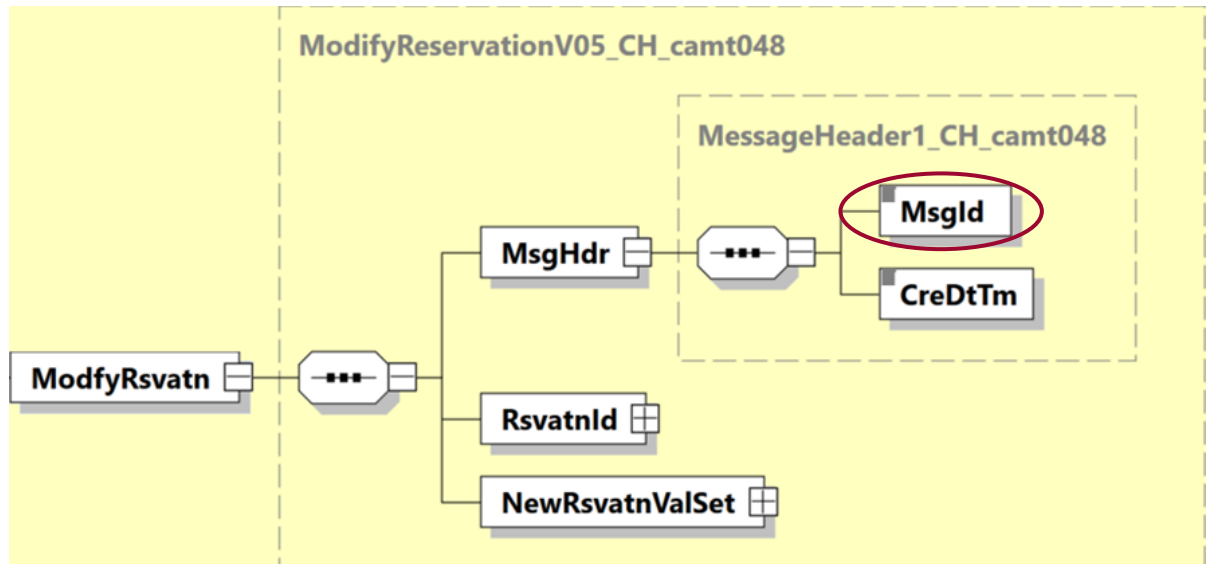 ModifyReservationV05_CH_camt048
MessageHeader1_CH_camt048
MsgId
MsgHdr
CreDtTm
ModfyRsvatn
RsvatnId
NewRsvatnValSet